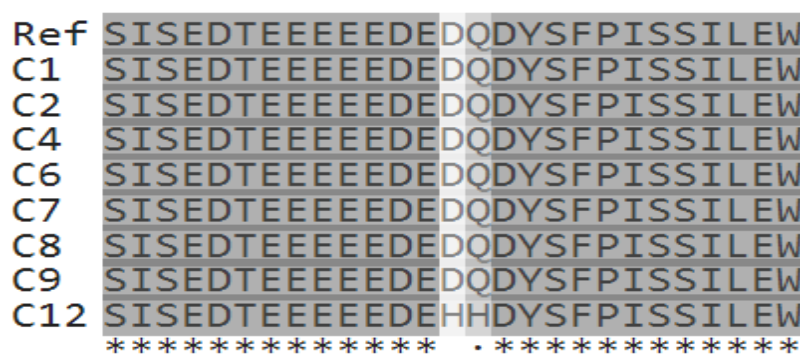 Ref SISEDTEEEEEDEDQDYSFPISSILEW
C1 SISEDTEEEEEDEDQDYSFPISSILEW
C2 SISEDTEEEEEDEDQDYSFPISSILEW
C4 SISEDTEEEEEDEDQDYSFPISSILEW
C6 SISEDTEEEEEDEDQDYSFPISSILEW
C7 SISEDTEEEEEDEDQDYSFPISSILEW
C8 SISEDTEEEEEDEDQDYSFPISSILEW
C9 SISEDTEEEEEDEDQDYSFPISSILEW
C12 SISEDTEEEEEDEHHDYSFPISSILEW
************* .************